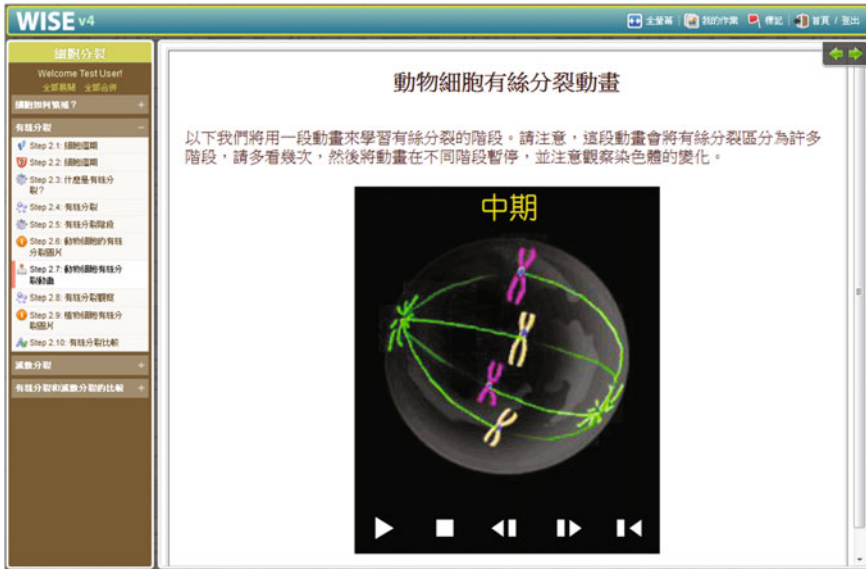 WISE v4
全螢幕 | 我的作業 標記 | 首頁 / 登出
細胞分裂
Welcome Test User!
全部展開 全部合併
細胞如何繁殖？ +
有絲分裂 −
Step 2.1: 細胞週期
Step 2.2: 細胞週期
Step 2.3: 什麼是有絲分
裂？
Step 2.4: 有絲分裂
Step 2.5: 有絲分裂階段
Step 2.6: 動物細胞的有絲
分裂圖片
Step 2.7: 動物細胞有絲分
裂動畫
Step 2.8: 有絲分裂觀察
Step 2.9: 植物細胞有絲分
裂圖片
Step 2.10: 有絲分裂比較
減數分裂 +
有絲分裂和減數分裂的比較 +
動物細胞有絲分裂動畫
以下我們將用一段動畫來學習有絲分裂的階段。請注意，這段動畫會將有絲分裂區分為許多
階段，請多看幾次，然後將動畫在不同階段暫停，並注意觀察染色體的變化。
中期